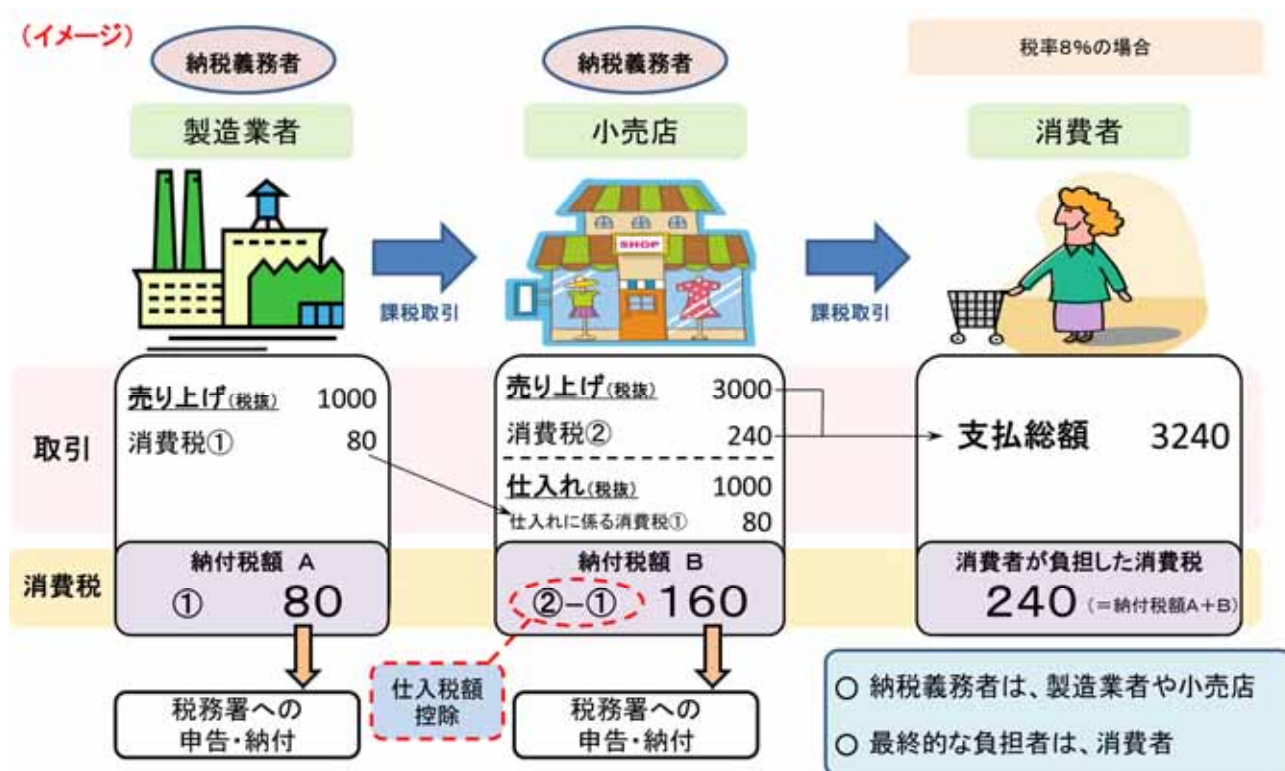 (イメージ)
納税義務者
納税義務者
税率8%の場合
製造業者
小売店
消費者
SHOP
課税取引
課税取引
取引
売り上げ(税抜) 1000
消費税① 80
売り上げ(税抜) 3000
消費税② 240
仕入れ(税抜) 1000
仕入れに係る消費税① 80
支払総額 3240
消費税
納付税額 A
① 80
納付税額 B
②−① 160
消費者が負担した消費税
240 (=納付税額A+B)
税務署への
申告・納付
仕入税額
控除
税務署への
申告・納付
○ 納税義務者は、製造業者や小売店
○ 最終的な負担者は、消費者